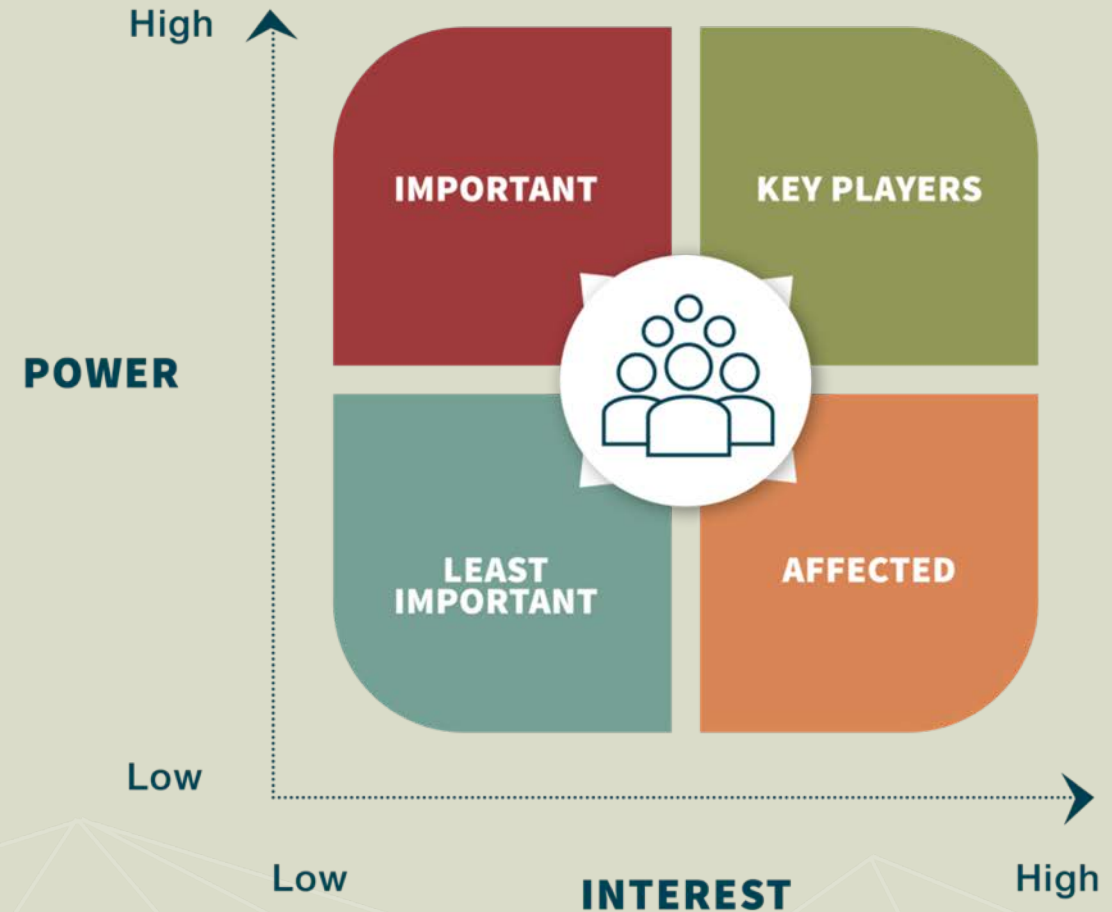 High
IMPORTANT
KEY PLAYERS
POWER
LEAST
IMPORTANT
AFFECTED
Low
Low
INTEREST
High